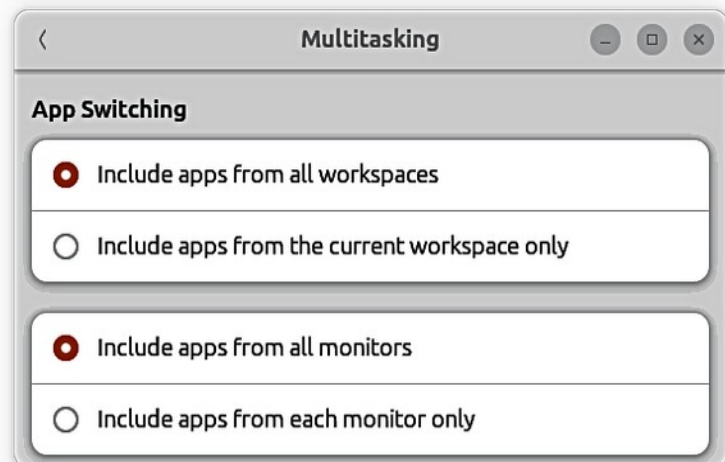 Multitasking
App Switching
Include apps from all workspaces
Include apps from the current workspace only
Include apps from all monitors
Include apps from each monitor only